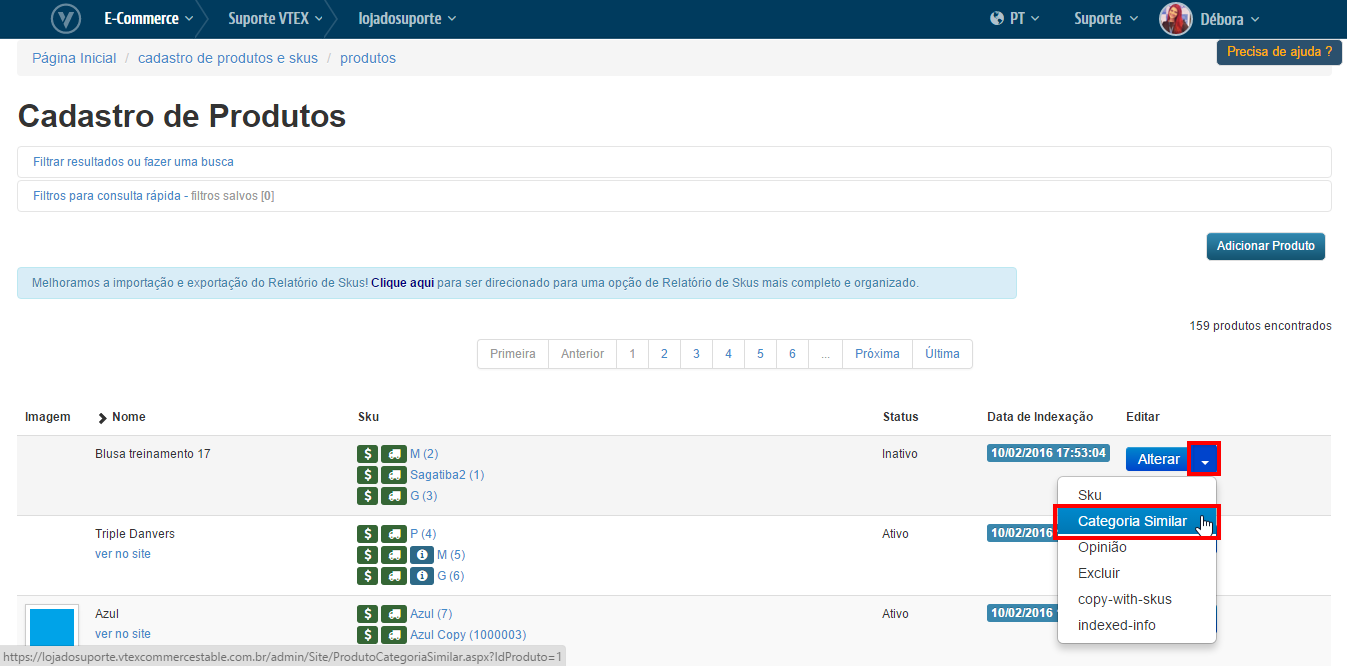 E-Commerce Suporte VTEX lojadosuporte PT Suporte Débora
Precisa de ajuda ?
Página Inicial / cadastro de produtos e skus / produtos
Cadastro de Produtos
Filtrar resultados ou fazer uma busca
Filtros para consulta rápida - filtros salvos [0]
Adicionar Produto
Melhoramos a importação e exportação do Relatório de Skus! Clique aqui para ser direcionado para uma opção de Relatório de Skus mais completo e organizado.
159 produtos encontrados
Primeira Anterior 1 2 3 4 5 6 ... Próxima Última
Imagem Nome Sku Status Data de Indexação Editar
Blusa treinamento 17 $ M (2) Inativo 10/02/2016 17:53:04 Alterar
$ Sagatiba2 (1)
$ G (3)
Sku
Categoria Similar
Opinião
Excluir
copy-with-skus
indexed-info
Triple Danvers $ P (4) Ativo 10/02/2016
ver no site $ M (5)
$ G (6)
Azul $ Azul (7) Ativo 10/02/2016
ver no site $ Azul Copy (1000003)
https://lojadosuporte.vtexcommercestable.com.br/admin/Site/ProdutoCategoriaSimilar.aspx?IdProduto=1